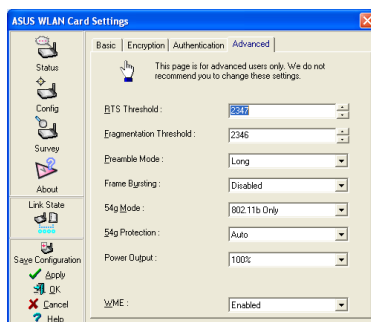 ASUS WLAN Card Settings
Status
Config
Survey
About
Link State
Save Configuration
Apply
OK
Cancel
Help
Basic Encryption Authentication Advanced
This page is for advanced users only. We do not
recommend you to change these settings.
RTS Threshold : 2347
Fragmentation Threshold : 2346
Preamble Mode : Long
Frame Bursting : Disabled
54g Mode : 802.11b Only
54g Protection : Auto
Power Output : 100%
WME : Enabled